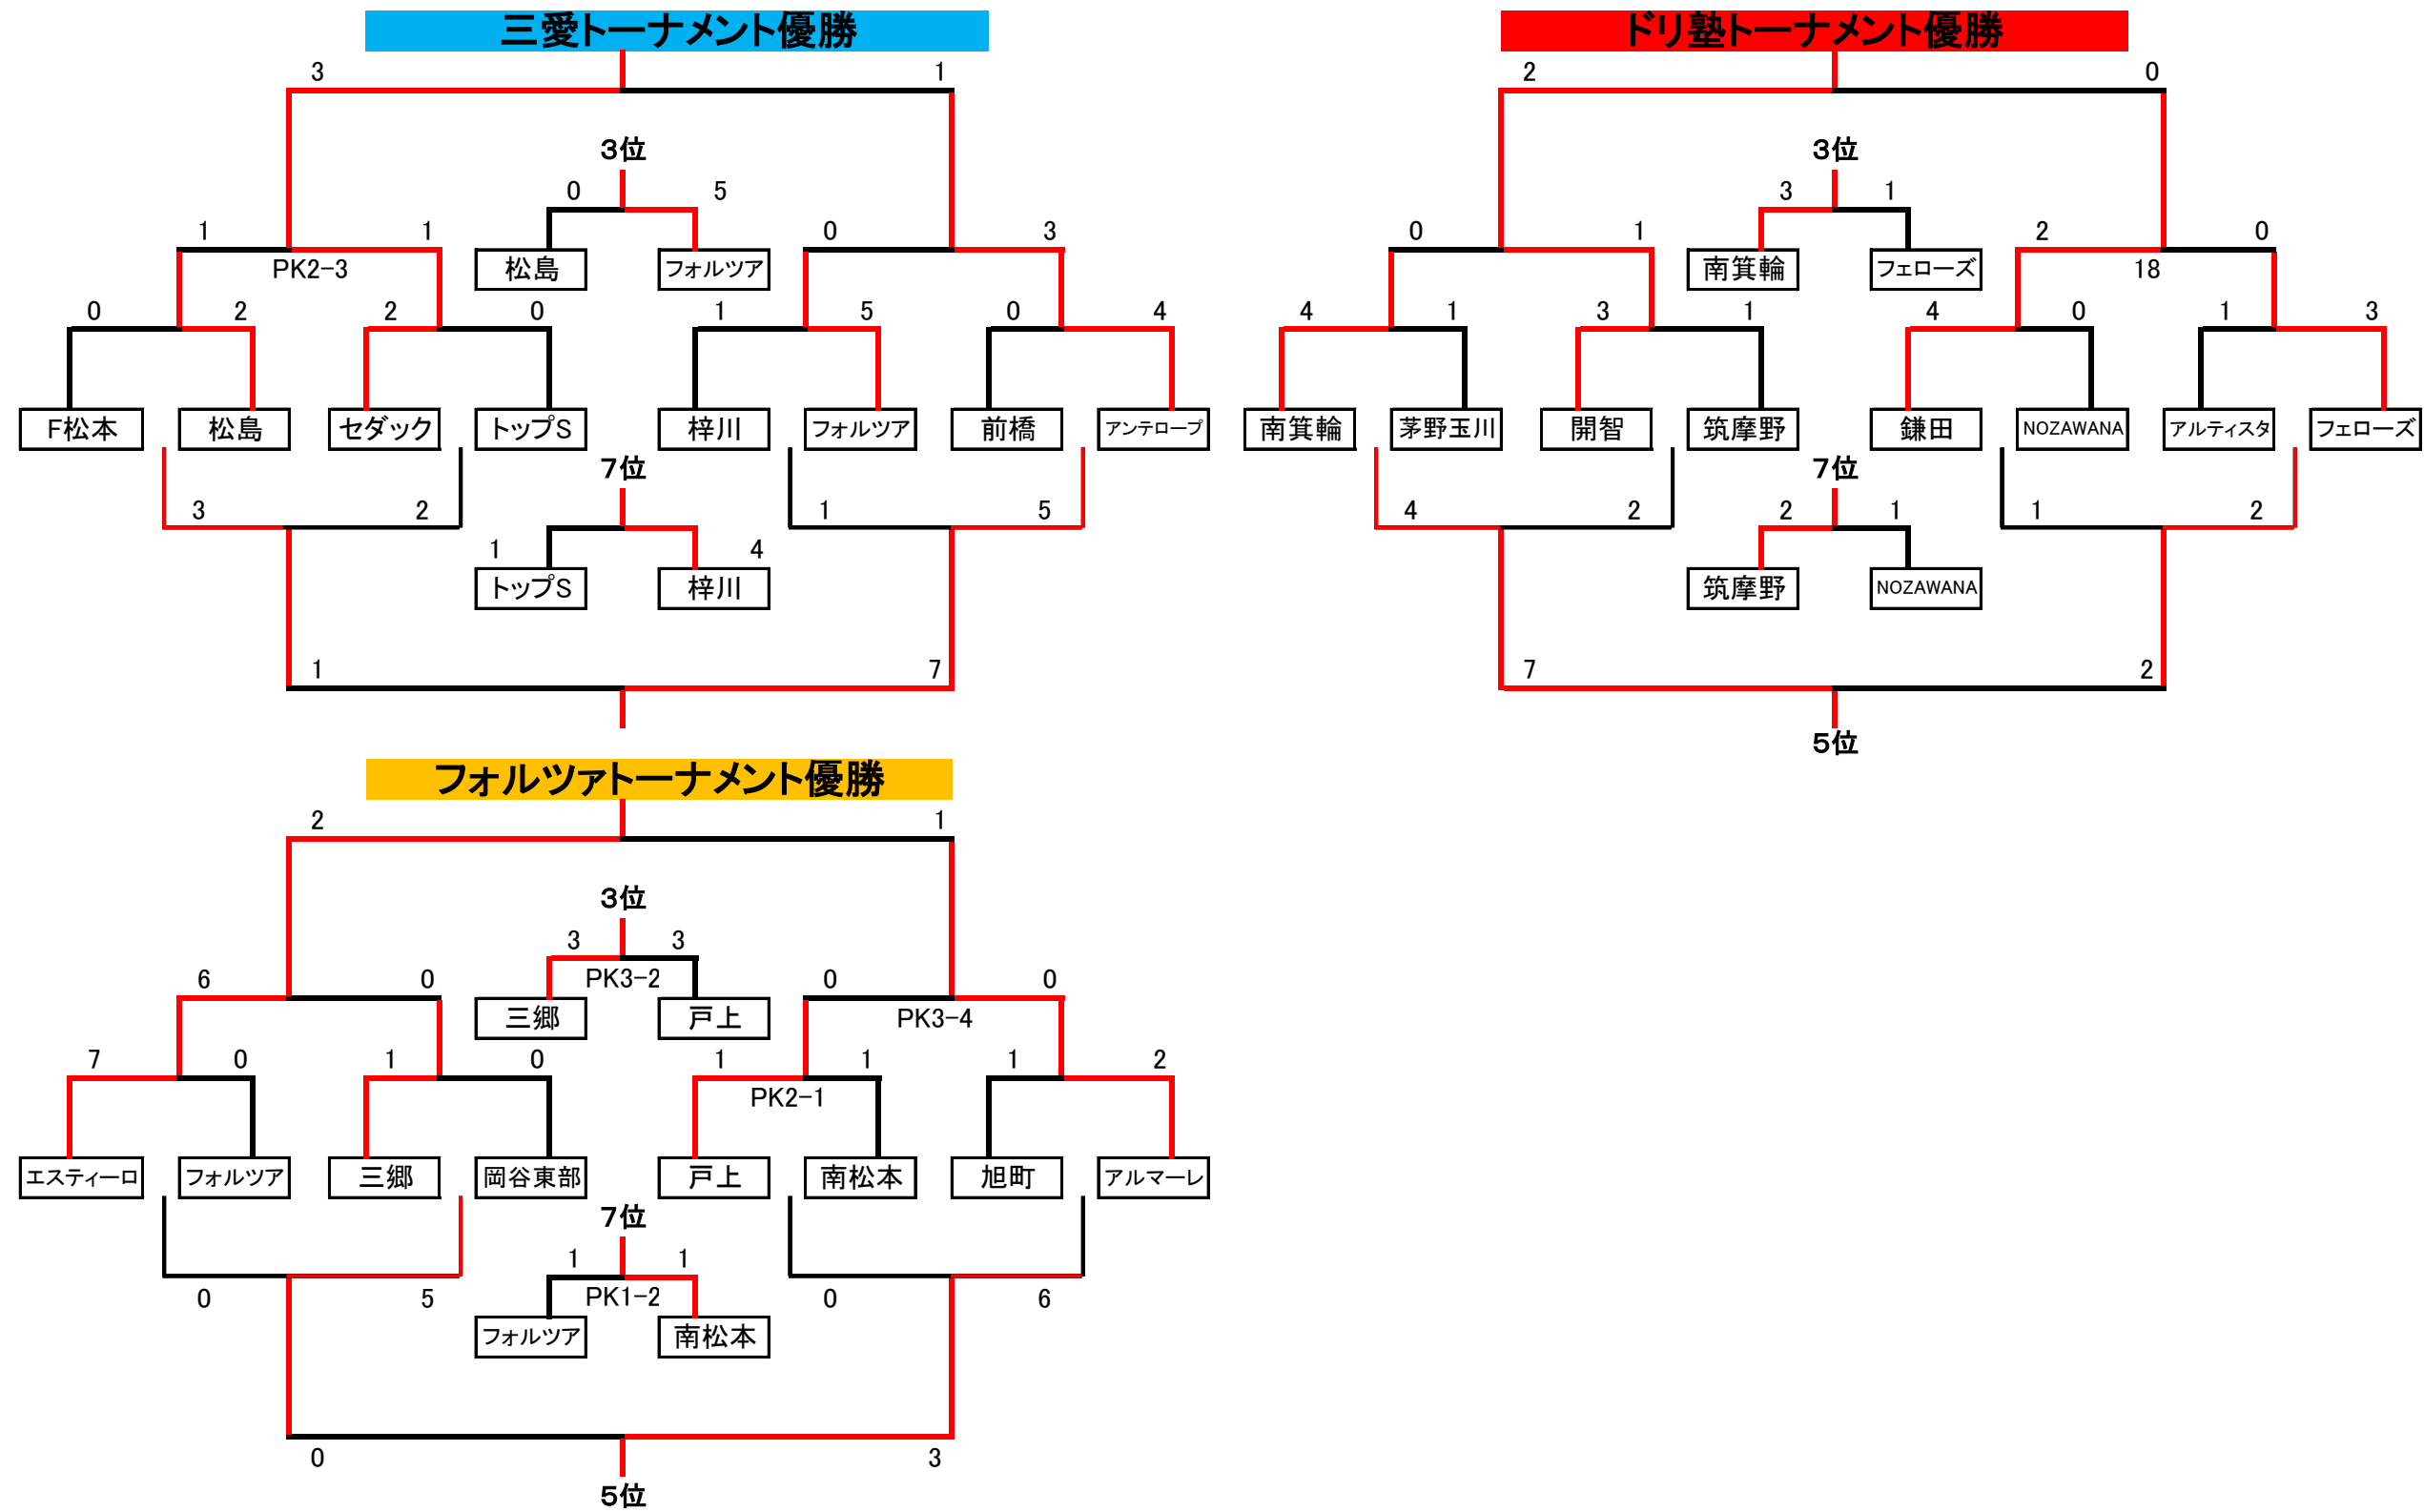 三愛トーナメント優勝
3 1
3位
0 5
1 1 0 3
PK2-3 松島 フォルツア
0 2 2 0 1 5 0 4
F松本 松島 セダック トップS 梓川 フォルツア 前橋 アンテロープ
7位
3 2 1 5
1 4
トップS 梓川
1 7
ドリ塾トーナメント優勝
2 0
3位
3 1
0 1 2 0
南箕輪 フェローズ 18
4 1 3 1 4 0 1 3
南箕輪 茅野玉川 開智 筑摩野 鎌田 NOZAWANA アルティスタ フェローズ
7位
4 2 2 1 1 2
筑摩野 NOZAWANA
7 2
5位
フォルツァトーナメント優勝
2 1
3位
3 3
6 0 PK3-2 0 0
三郷 戸上 PK3-4
7 0 1 0 1 1 1 2
PK2-1
エスティーロ フォルツア 三郷 岡谷東部 戸上 南松本 旭町 アルマーレ
7位
1 1
0 5 PK1-2 0 6
フォルツア 南松本
0 3
5位